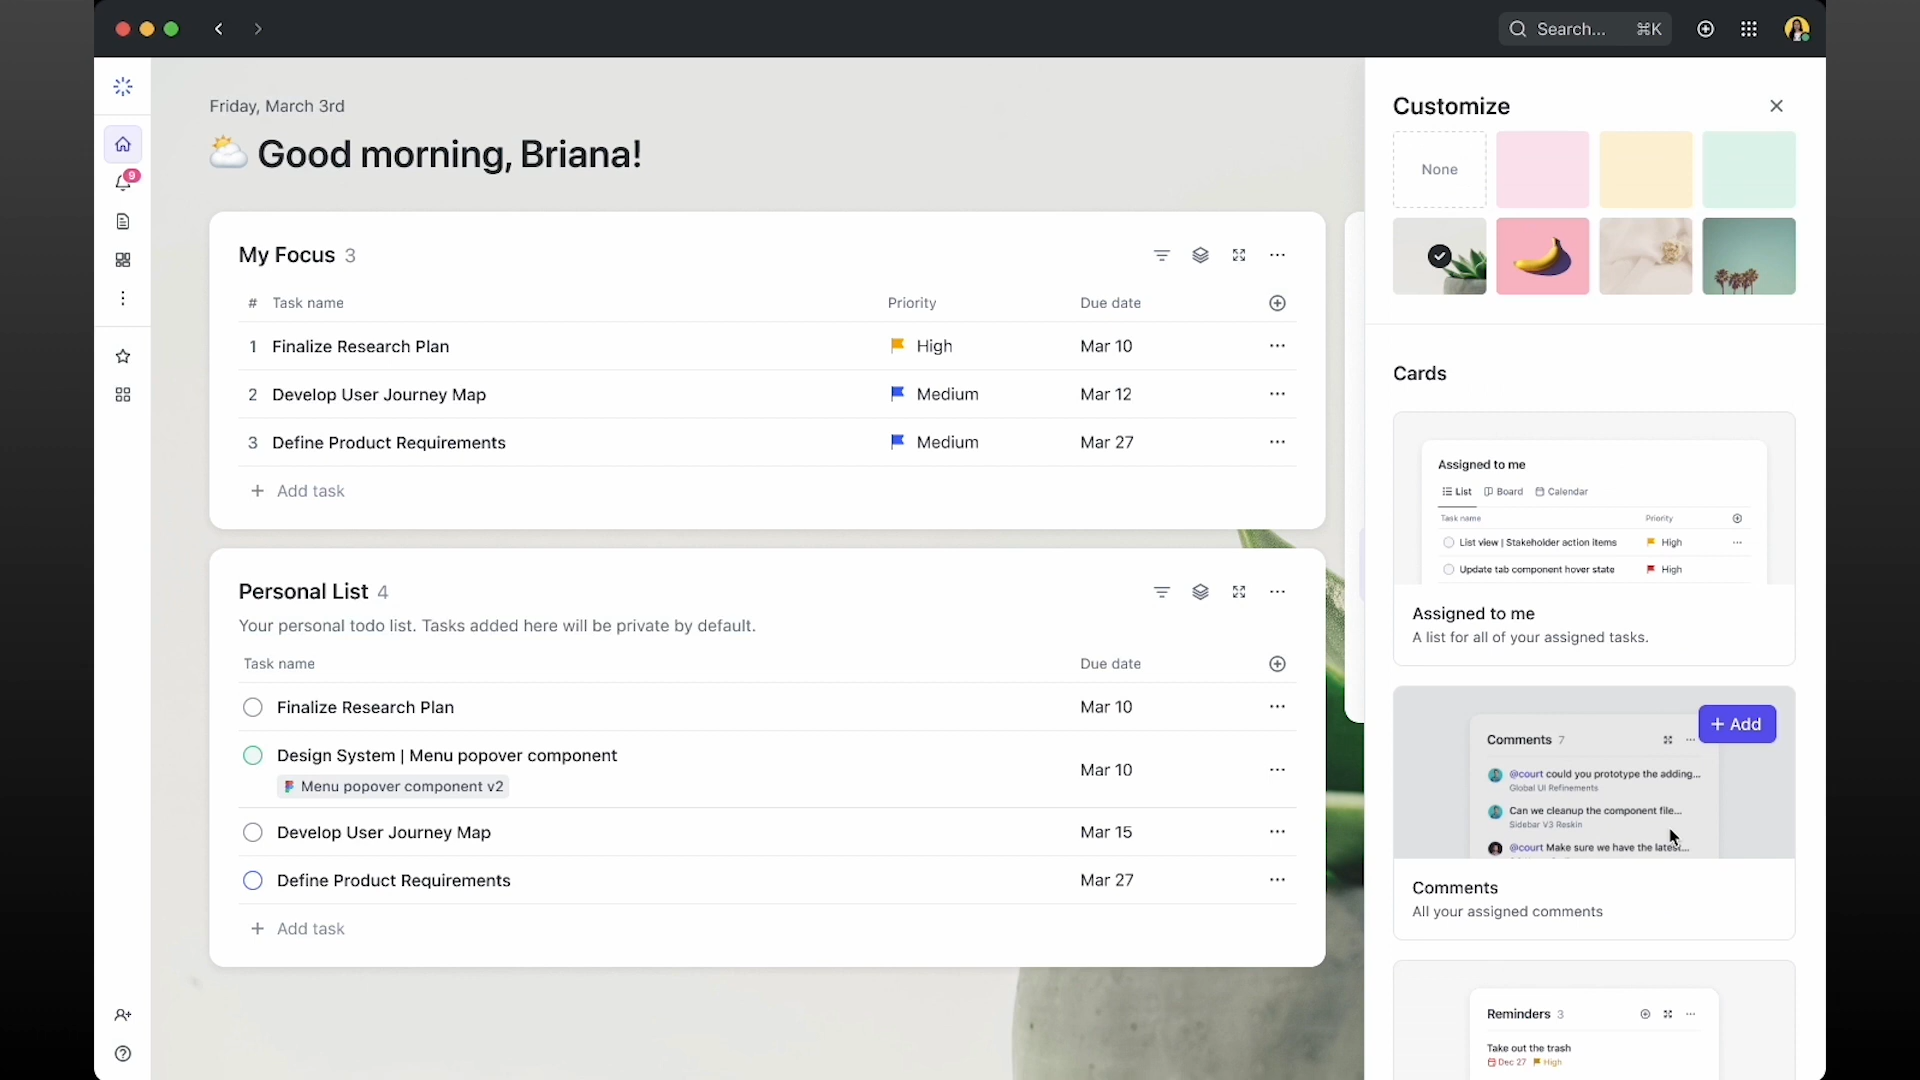 Search... ⌘K
9
Friday, March 3rd
Good morning, Briana!
My Focus 3
# Task name Priority Due date
1 Finalize Research Plan High Mar 10
2 Develop User Journey Map Medium Mar 12
3 Define Product Requirements Medium Mar 27
+ Add task
Personal List 4
Your personal todo list. Tasks added here will be private by default.
Task name Due date
Finalize Research Plan Mar 10
Design System | Menu popover component Mar 10
Menu popover component v2
Develop User Journey Map Mar 15
Define Product Requirements Mar 27
+ Add task
Customize
None
Cards
Assigned to me
List Board Calendar
Task name Priority
List view | Stakeholder action items High
Update tab component hover state High
Assigned to me
A list for all of your assigned tasks.
+ Add
Comments 7
@court could you prototype the adding...
Global UI Refinements
Can we cleanup the component file...
Sidebar V3 Reskin
@court Make sure we have the latest...
Comments
All your assigned comments
Reminders 3
Take out the trash
Dec 27 High